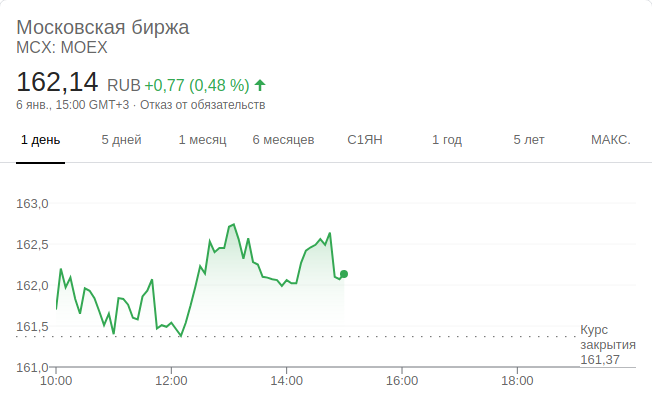 Московская биржа
MCX: MOEX
162,14 RUB +0,77 (0,48 %)
6 янв., 15:00 GMT+3 · Отказ от обязательств
1 день 5 дней 1 месяц 6 месяцев С1ЯН 1 год 5 лет МАКС.
163,0
162,5
162,0
161,5
161,0
Курс
закрытия
161,37
10:00 12:00 14:00 16:00 18:00